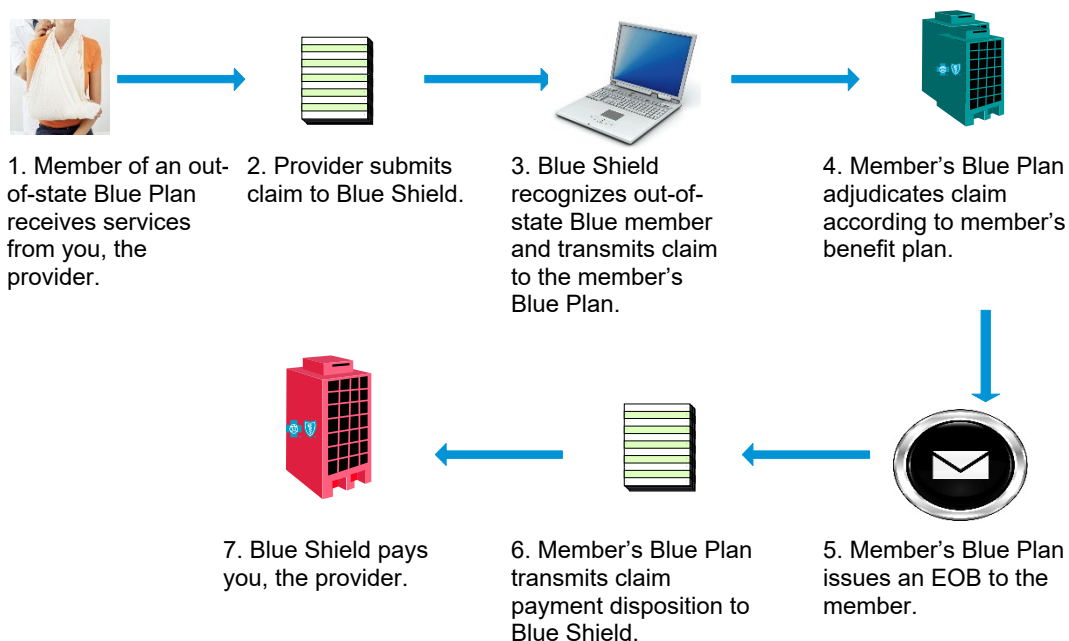 1. Member of an out-
of-state Blue Plan
receives services
from you, the
provider.
2. Provider submits
claim to Blue Shield.
3. Blue Shield
recognizes out-of-
state Blue member
and transmits claim
to the member's
Blue Plan.
4. Member's Blue Plan
adjudicates claim
according to member's
benefit plan.
5. Member's Blue Plan
issues an EOB to the
member.
6. Member's Blue Plan
transmits claim
payment disposition to
Blue Shield.
7. Blue Shield pays
you, the provider.